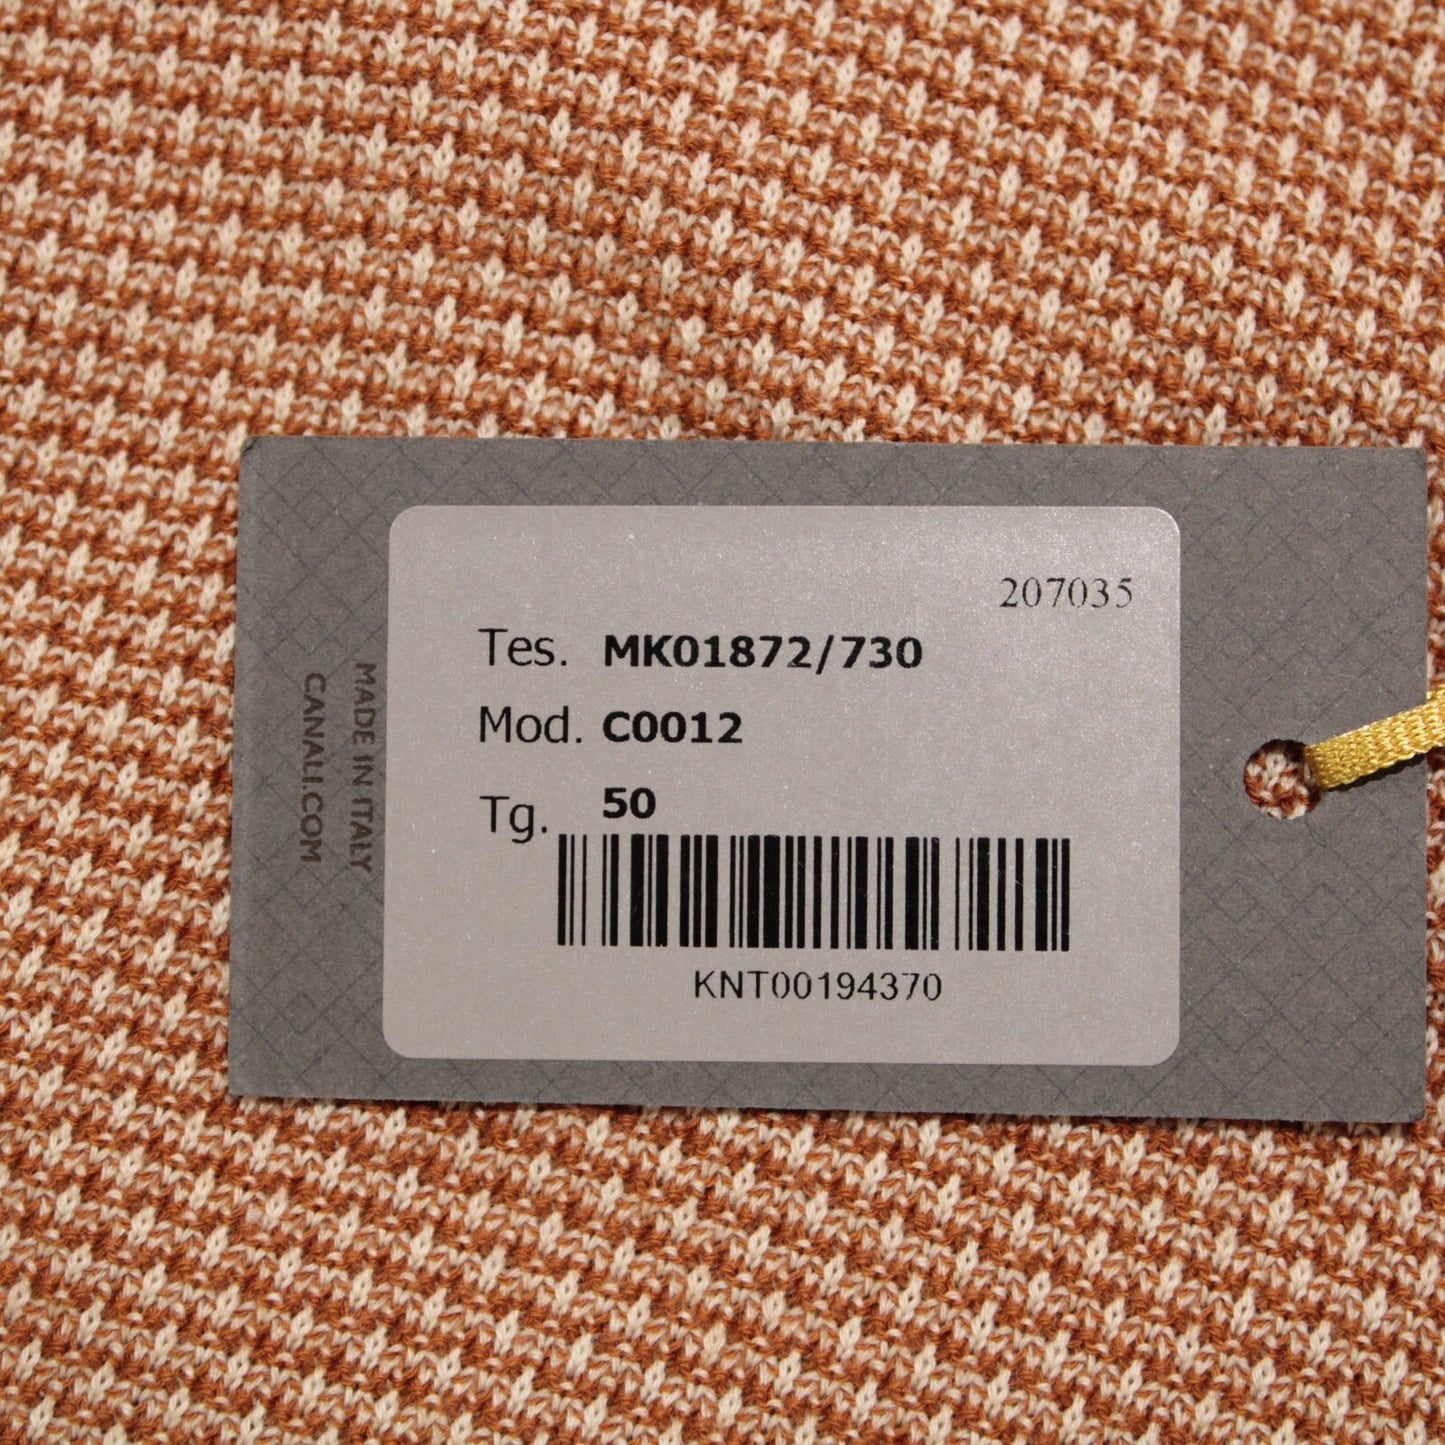 207035
Tes. MK01872/730
Mod. C0012
Tg. 50
KNT00194370
MADE IN ITALY
CANALI.COM